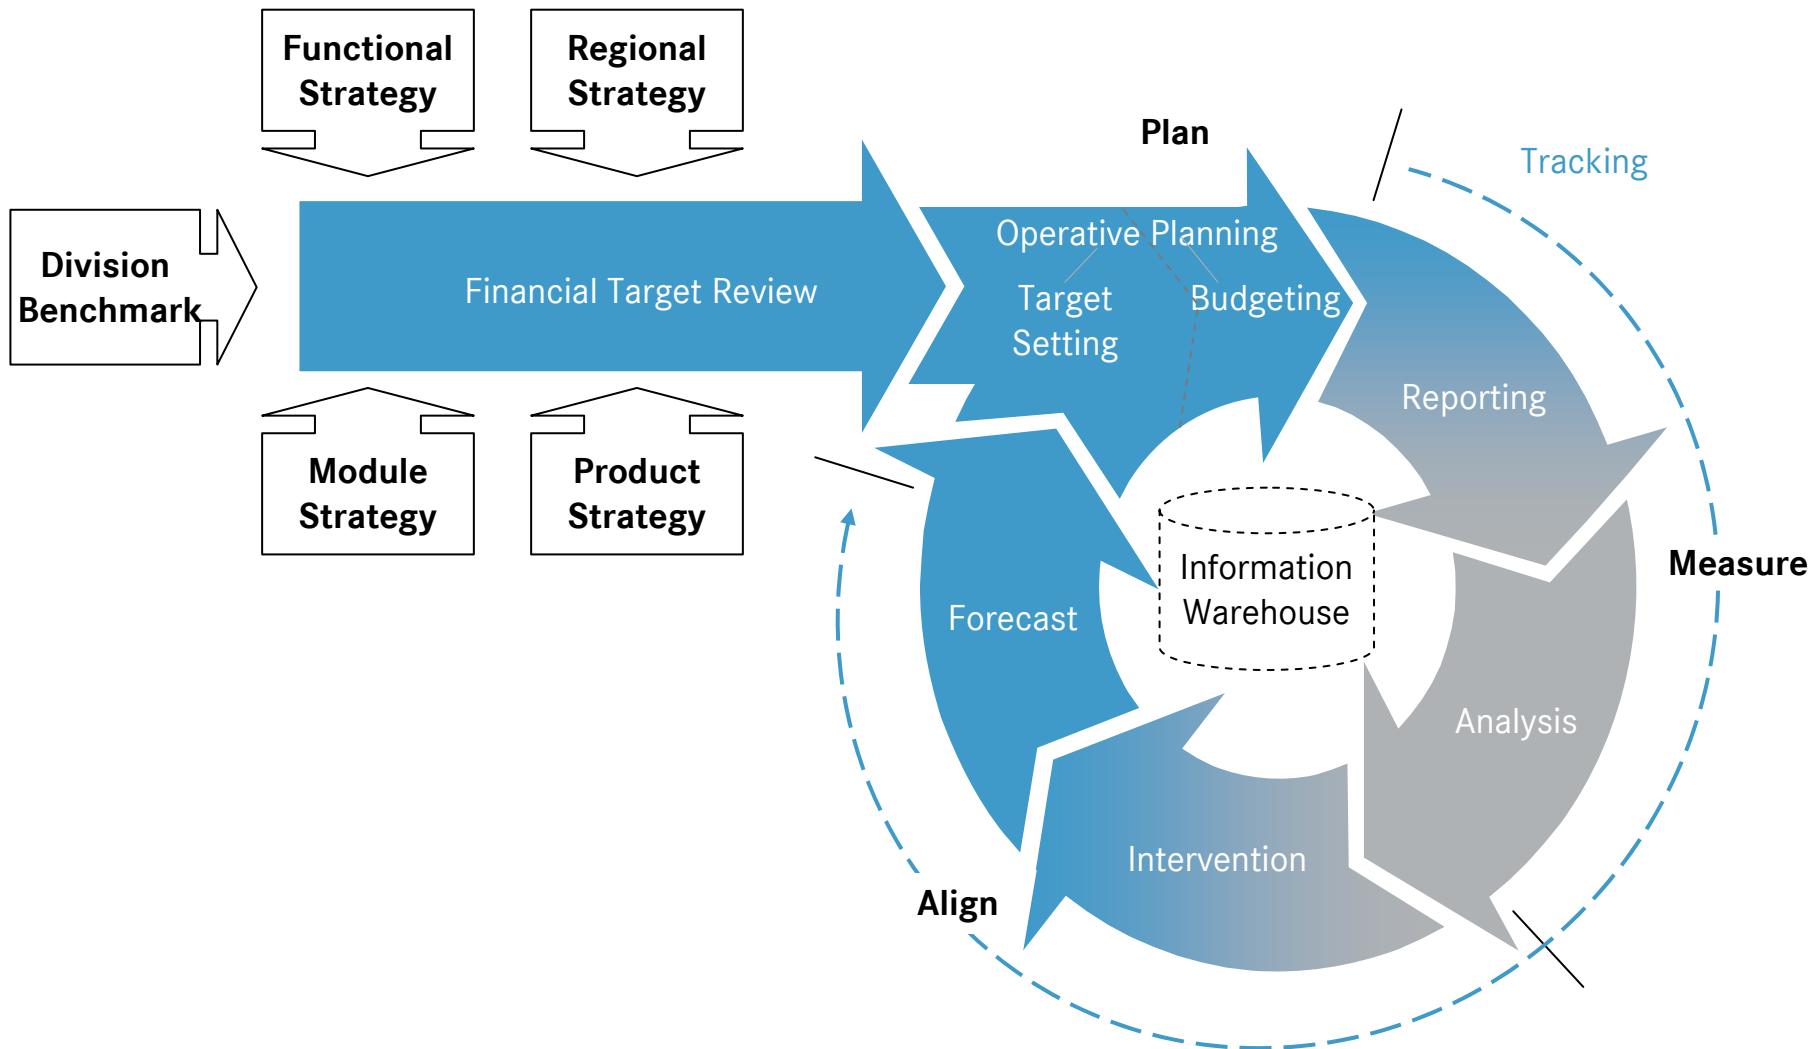 Functional
Strategy
Regional
Strategy
Plan
Tracking
Division
Benchmark
Financial Target Review
Operative Planning
Target
Setting
Budgeting
Reporting
Module
Strategy
Product
Strategy
Information
Warehouse
Measure
Forecast
Analysis
Intervention
Align